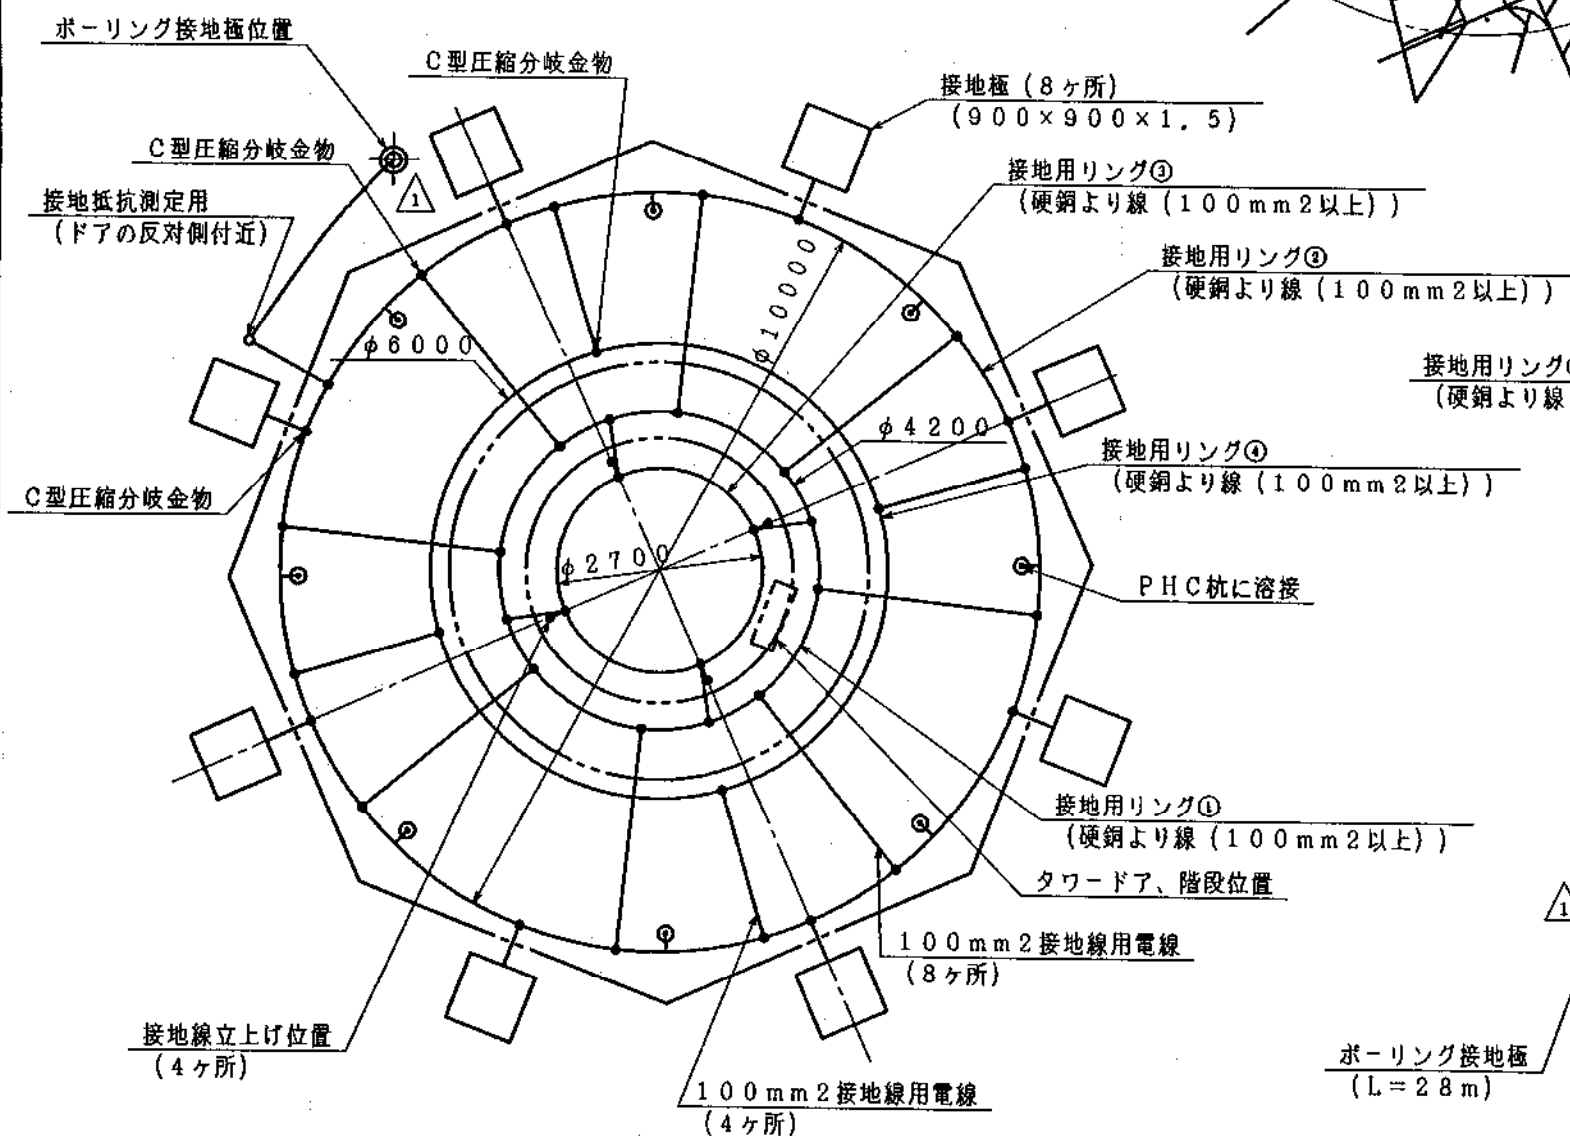 ボーリング接地極位置
C型圧縮分岐金物
接地極(8ヶ所)
(900×900×1.5)
C型圧縮分岐金物
1
接地抵抗測定用
(ドアの反対側付近)
接地用リング③
(硬銅より線(100mm2以上))
接地用リング②
(硬銅より線(100mm2以上))
φ10000
φ6000
接地用リング
(硬銅より線
φ4200
接地用リング④
(硬銅より線(100mm2以上))
C型圧縮分岐金物
φ2700
PHC杭に溶接
接地用リング①
(硬銅より線(100mm2以上))
タワードア、階段位置
1
100mm2接地線用電線
(8ヶ所)
接地線立上げ位置
(4ヶ所)
ボーリング接地極
(L=28m)
100mm2接地線用電線
(4ヶ所)